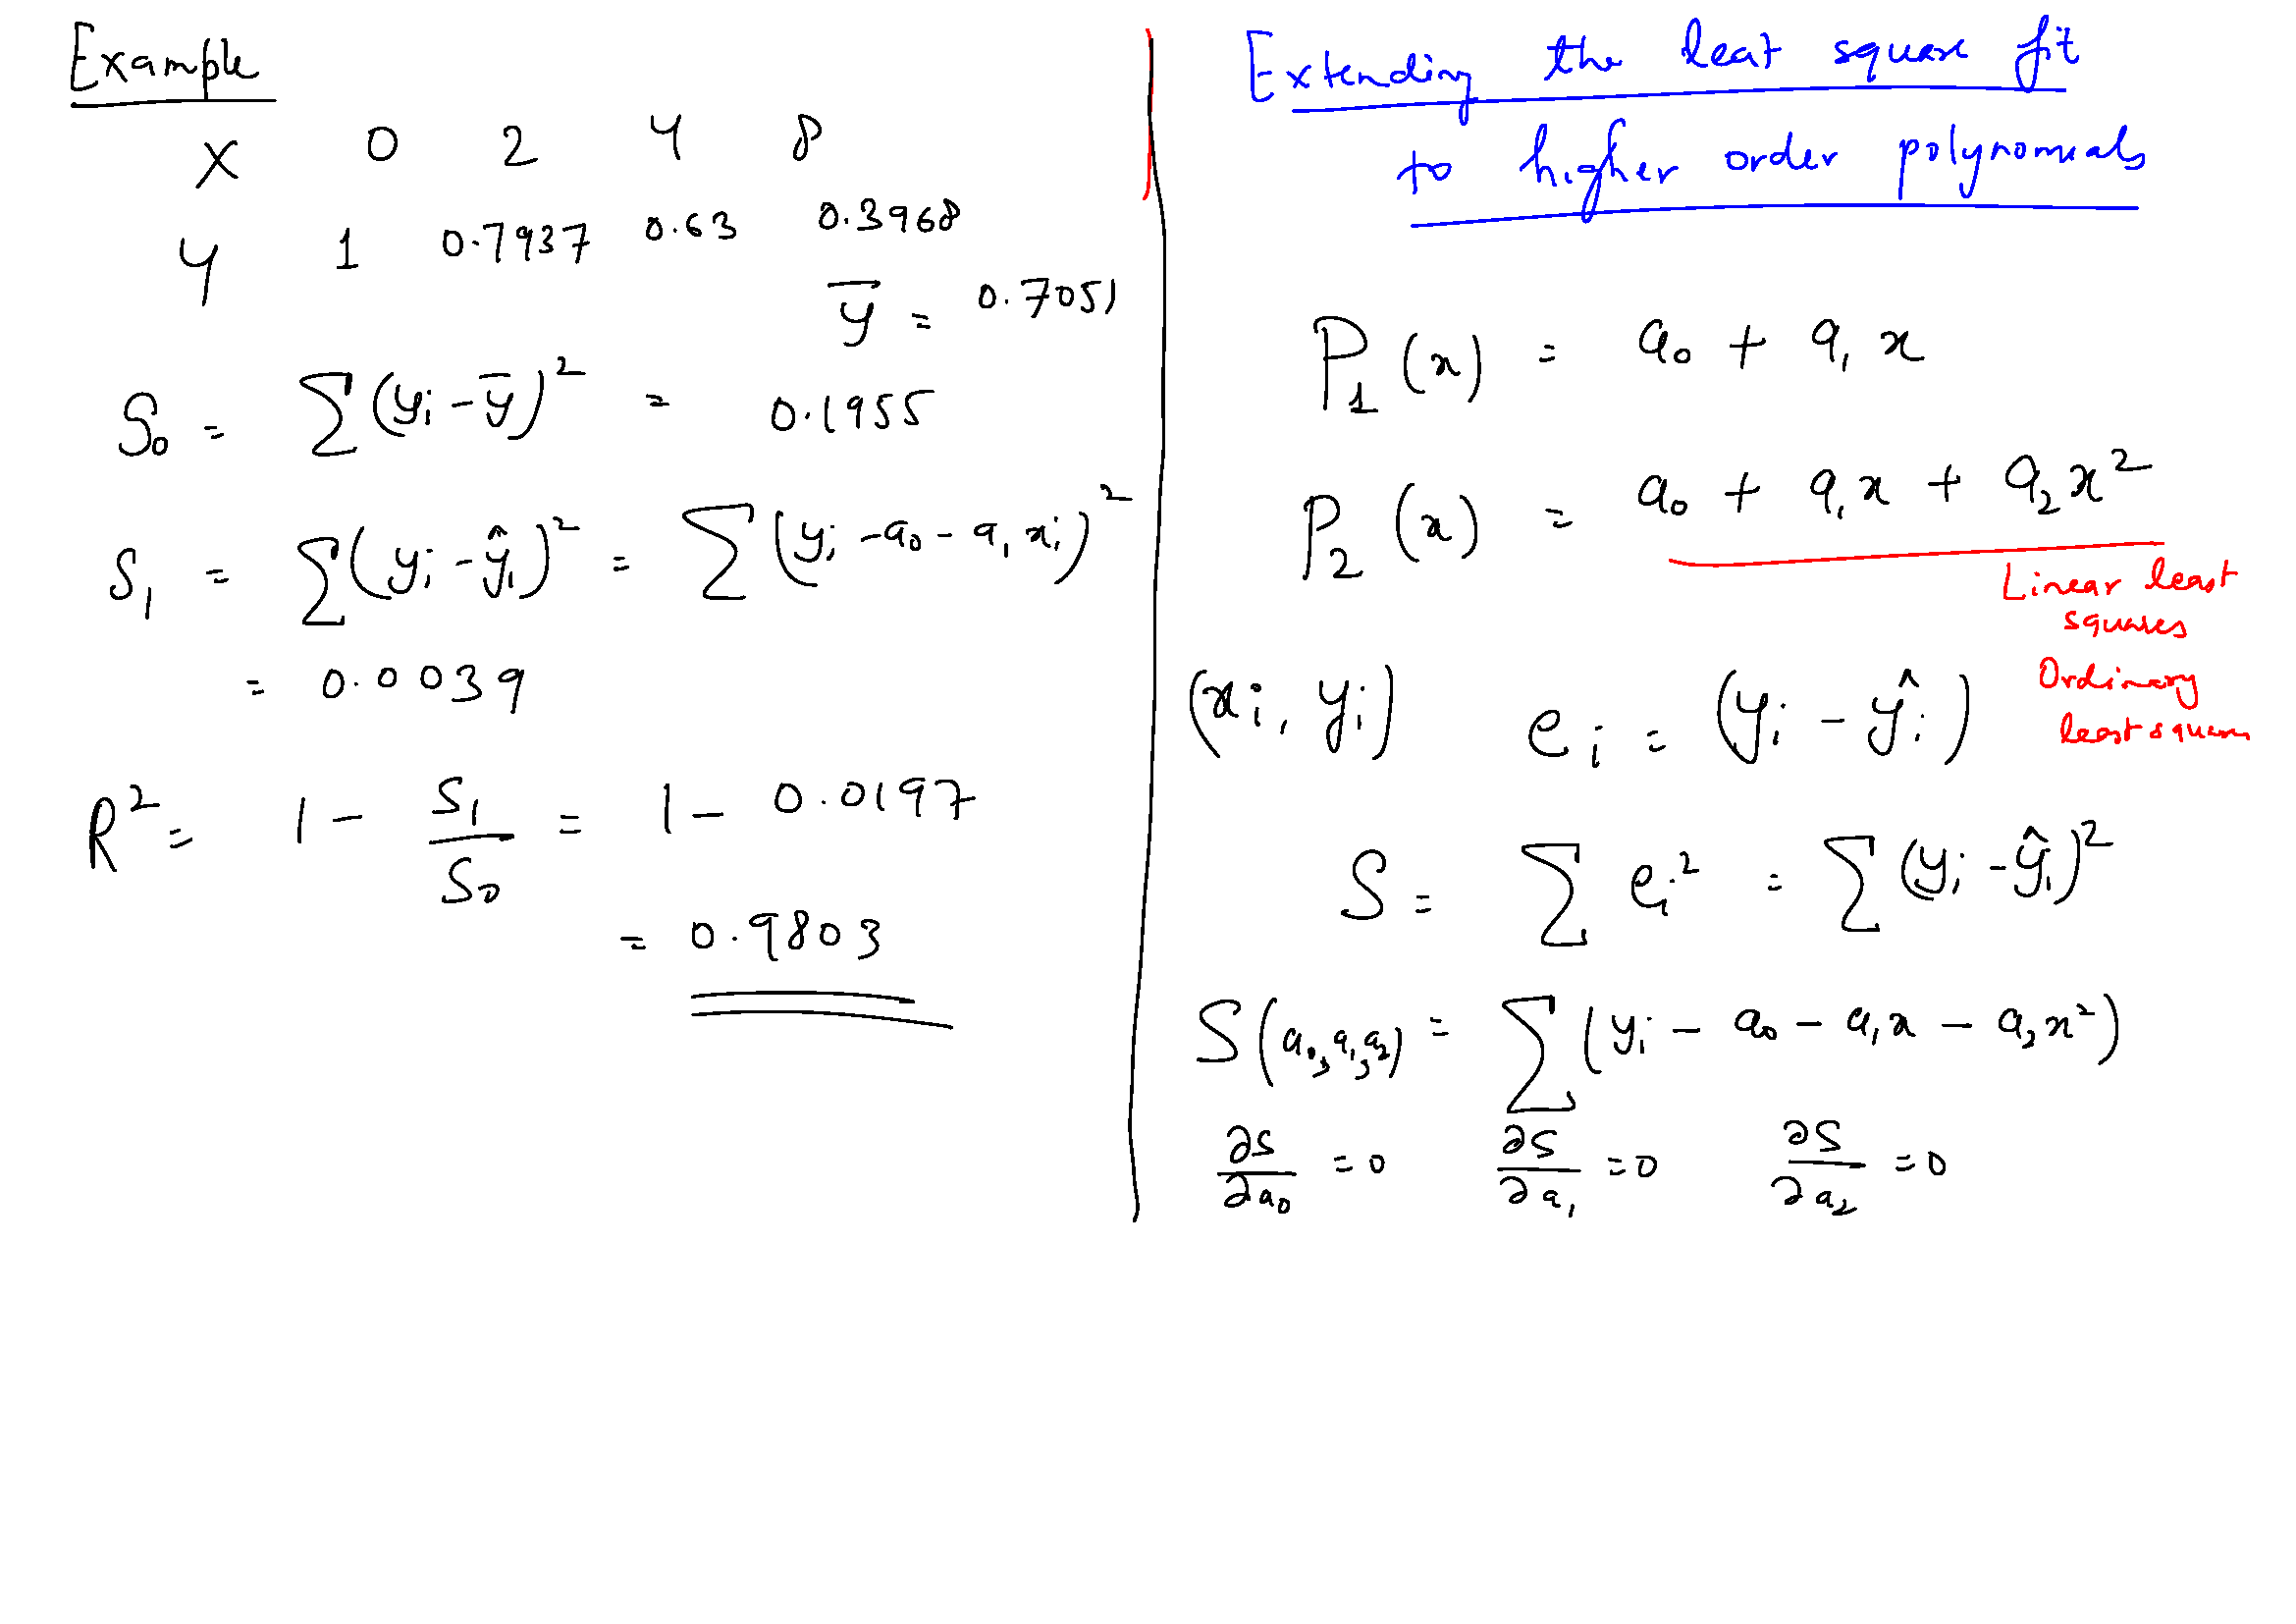 Example
x 0 2 4 8
y 1 0.7937 0.63 0.3968
ȳ = 0.7051
S₀ = ∑(yᵢ - ȳ)² = 0.1955
S₁ = ∑(yᵢ - ŷᵢ)² = ∑(yᵢ - a₀ - a₁xᵢ)²
= 0.0039
R² = 1 - S₁/S₀ = 1 - 0.0197
= 0.9803
Extending the leat square fit
to higher order polynomials
P₁(x) = a₀ + a₁x
P₂(x) = a₀ + a₁x + a₂x²
Linear least
squares
Ordinary
least squares
(xᵢ, yᵢ) eᵢ = (yᵢ - ŷᵢ)
S = ∑ eᵢ² = ∑(yᵢ - ŷᵢ)²
S(a₀, a₁, a₂) = ∑(yᵢ - a₀ - a₁x - a₂x²)
∂S/∂a₀ = 0 ∂S/∂a₁ = 0 ∂S/∂a₂ = 0